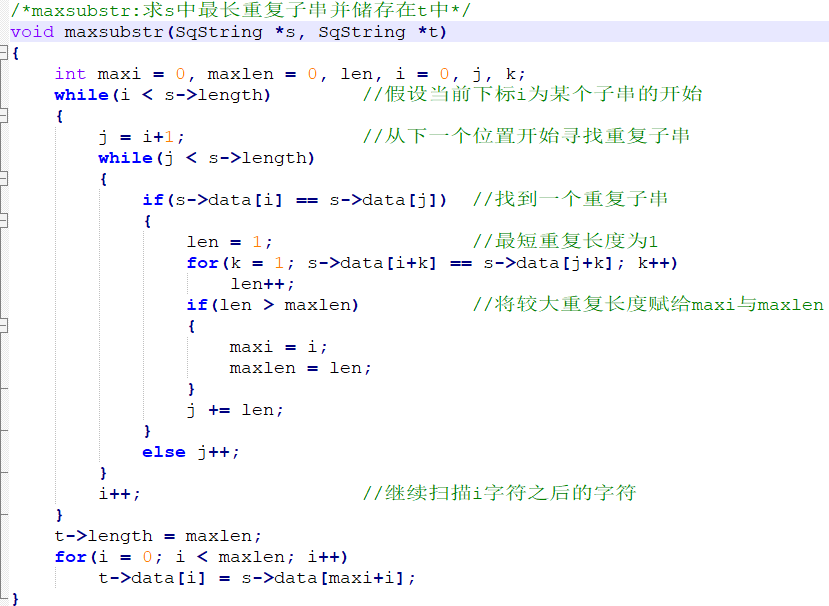 /*maxsubstr:求s中最长重复子串并储存在t中*/
void maxsubstr(SqString *s, SqString *t)
{
    int maxi = 0, maxlen = 0, len, i = 0, j, k;
    while(i < s->length)         //假设当前下标i为某个子串的开始
    {
        j = i+1;                 //从下一个位置开始寻找重复子串
        while(j < s->length)
        {
            if(s->data[i] == s->data[j])  //找到一个重复子串
            {
                len = 1;                  //最短重复长度为1
                for(k = 1; s->data[i+k] == s->data[j+k]; k++)
                    len++;
                if(len > maxlen)          //将较大重复长度赋给maxi与maxlen
                {
                    maxi = i;
                    maxlen = len;
                }
                j += len;
            }
            else j++;
        }
        i++;                     //继续扫描i字符之后的字符
    }
    t->length = maxlen;
    for(i = 0; i < maxlen; i++)
        t->data[i] = s->data[maxi+i];
}